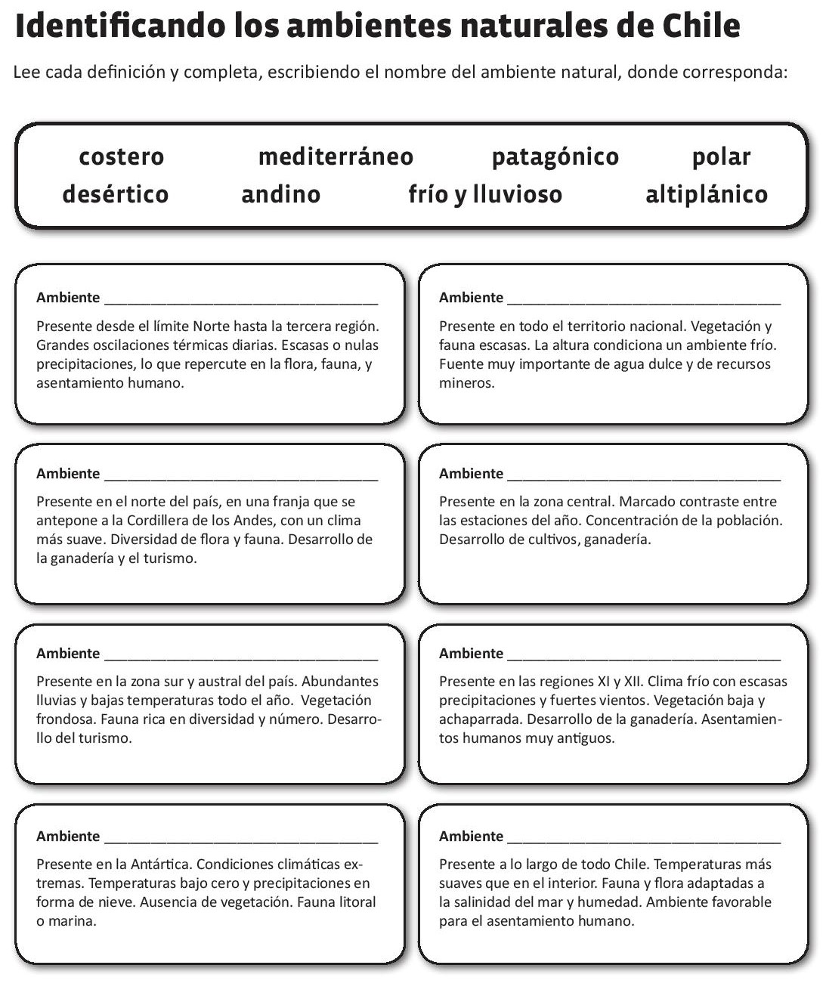 Identificando los ambientes naturales de Chile
Lee cada definición y completa, escribiendo el nombre del ambiente natural, donde corresponda:
costero mediterráneo patagónico polar
desértico andino frío y lluvioso altiplánico
Ambiente ___________________________________
Presente desde el límite Norte hasta la tercera región.
Grandes oscilaciones térmicas diarias. Escasas o nulas
precipitaciones, lo que repercute en la flora, fauna, y
asentamiento humano.
Ambiente ___________________________________
Presente en todo el territorio nacional. Vegetación y
fauna escasas. La altura condiciona un ambiente frío.
Fuente muy importante de agua dulce y de recursos
mineros.
Ambiente ___________________________________
Presente en el norte del país, en una franja que se
antepone a la Cordillera de los Andes, con un clima
más suave. Diversidad de flora y fauna. Desarrollo de
la ganadería y el turismo.
Ambiente ___________________________________
Presente en la zona central. Marcado contraste entre
las estaciones del año. Concentración de la población.
Desarrollo de cultivos, ganadería.
Ambiente ___________________________________
Presente en la zona sur y austral del país. Abundantes
lluvias y bajas temperaturas todo el año. Vegetación
frondosa. Fauna rica en diversidad y número. Desarro-
llo del turismo.
Ambiente ___________________________________
Presente en las regiones XI y XII. Clima frío con escasas
precipitaciones y fuertes vientos. Vegetación baja y
achaparrada. Desarrollo de la ganadería. Asentamien-
tos humanos muy antiguos.
Ambiente ___________________________________
Presente en la Antártica. Condiciones climáticas ex-
tremas. Temperaturas bajo cero y precipitaciones en
forma de nieve. Ausencia de vegetación. Fauna litoral
o marina.
Ambiente ___________________________________
Presente a lo largo de todo Chile. Temperaturas más
suaves que en el interior. Fauna y flora adaptadas a
la salinidad del mar y humedad. Ambiente favorable
para el asentamiento humano.